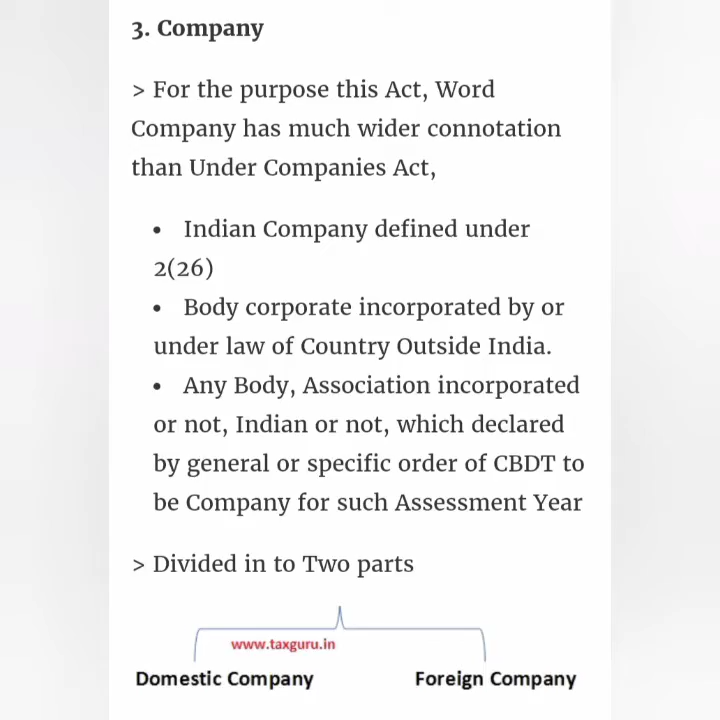 3. Company
> For the purpose this Act, Word
Company has much wider connotation
than Under Companies Act,
• Indian Company defined under
2(26)
• Body corporate incorporated by or
under law of Country Outside India.
• Any Body, Association incorporated
or not, Indian or not, which declared
by general or specific order of CBDT to
be Company for such Assessment Year
> Divided in to Two parts
www.taxguru.in
Domestic Company Foreign Company